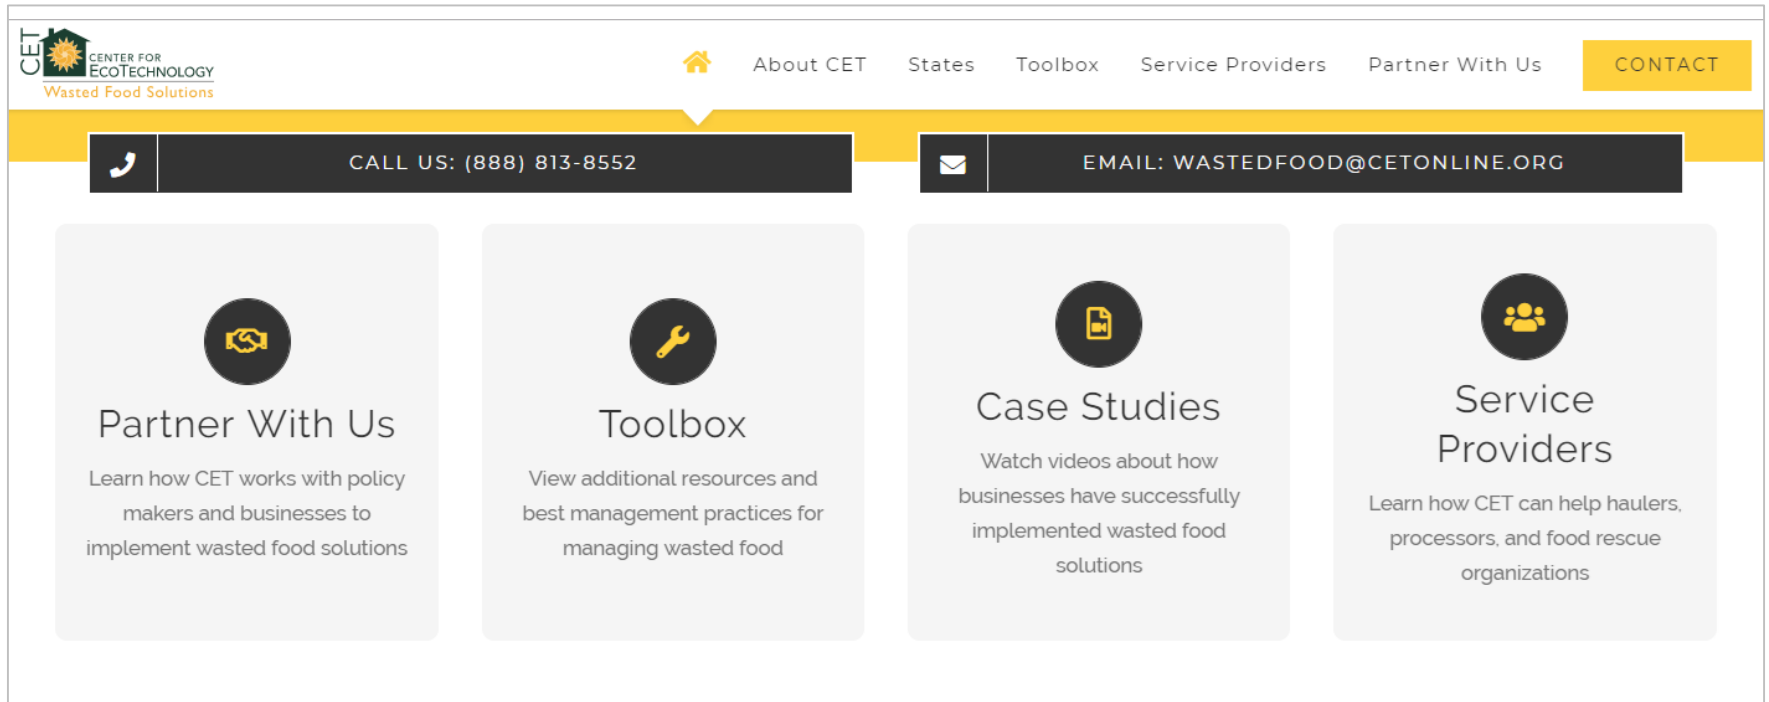 CET
CENTER FOR
ECOTECHNOLOGY
Wasted Food Solutions
About CET
States
Toolbox
Service Providers
Partner With Us
CONTACT
CALL US: (888) 813-8552
EMAIL: WASTEDFOOD@CETONLINE.ORG
Partner With Us
Learn how CET works with policy
makers and businesses to
implement wasted food solutions
Toolbox
View additional resources and
best management practices for
managing wasted food
Case Studies
Watch videos about how
businesses have successfully
implemented wasted food
solutions
Service
Providers
Learn how CET can help haulers,
processors, and food rescue
organizations